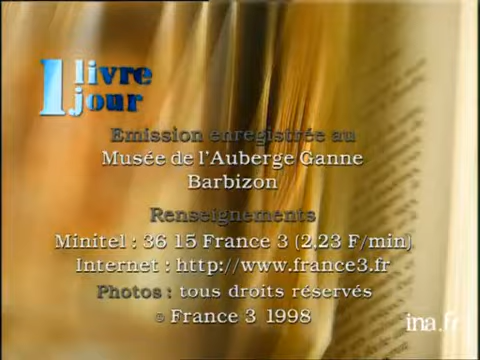 1 livre
jour
Emission enregistrée au
Musée de l'Auberge Ganne
Barbizon
Renseignements
Minitel : 36 15 France 3 (2,23 F/min)
Internet : http://www.france3.fr
Photos : tous droits réservés
© France 3 1998
ina.fr